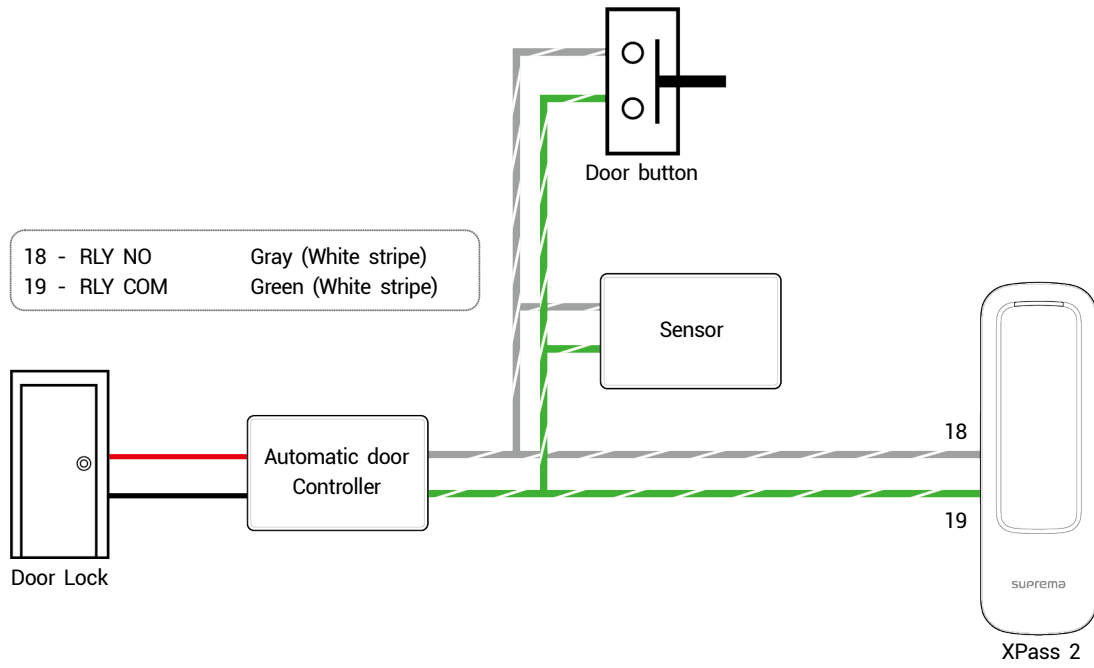 Door button
18 - RLY NO Gray (White stripe)
19 - RLY COM Green (White stripe)
Sensor
Automatic door
Controller
18
19
Door Lock
suprema
XPass 2